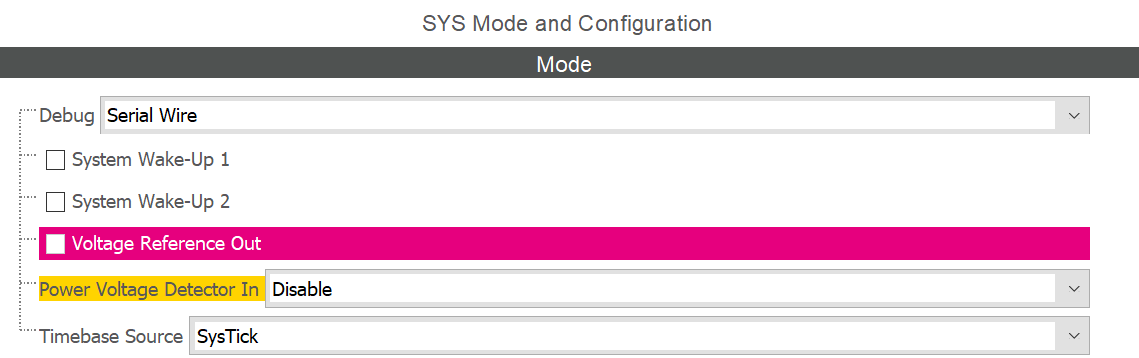 SYS Mode and Configuration
Mode
Debug Serial Wire
System Wake-Up 1
System Wake-Up 2
Voltage Reference Out
Power Voltage Detector In Disable
Timebase Source SysTick